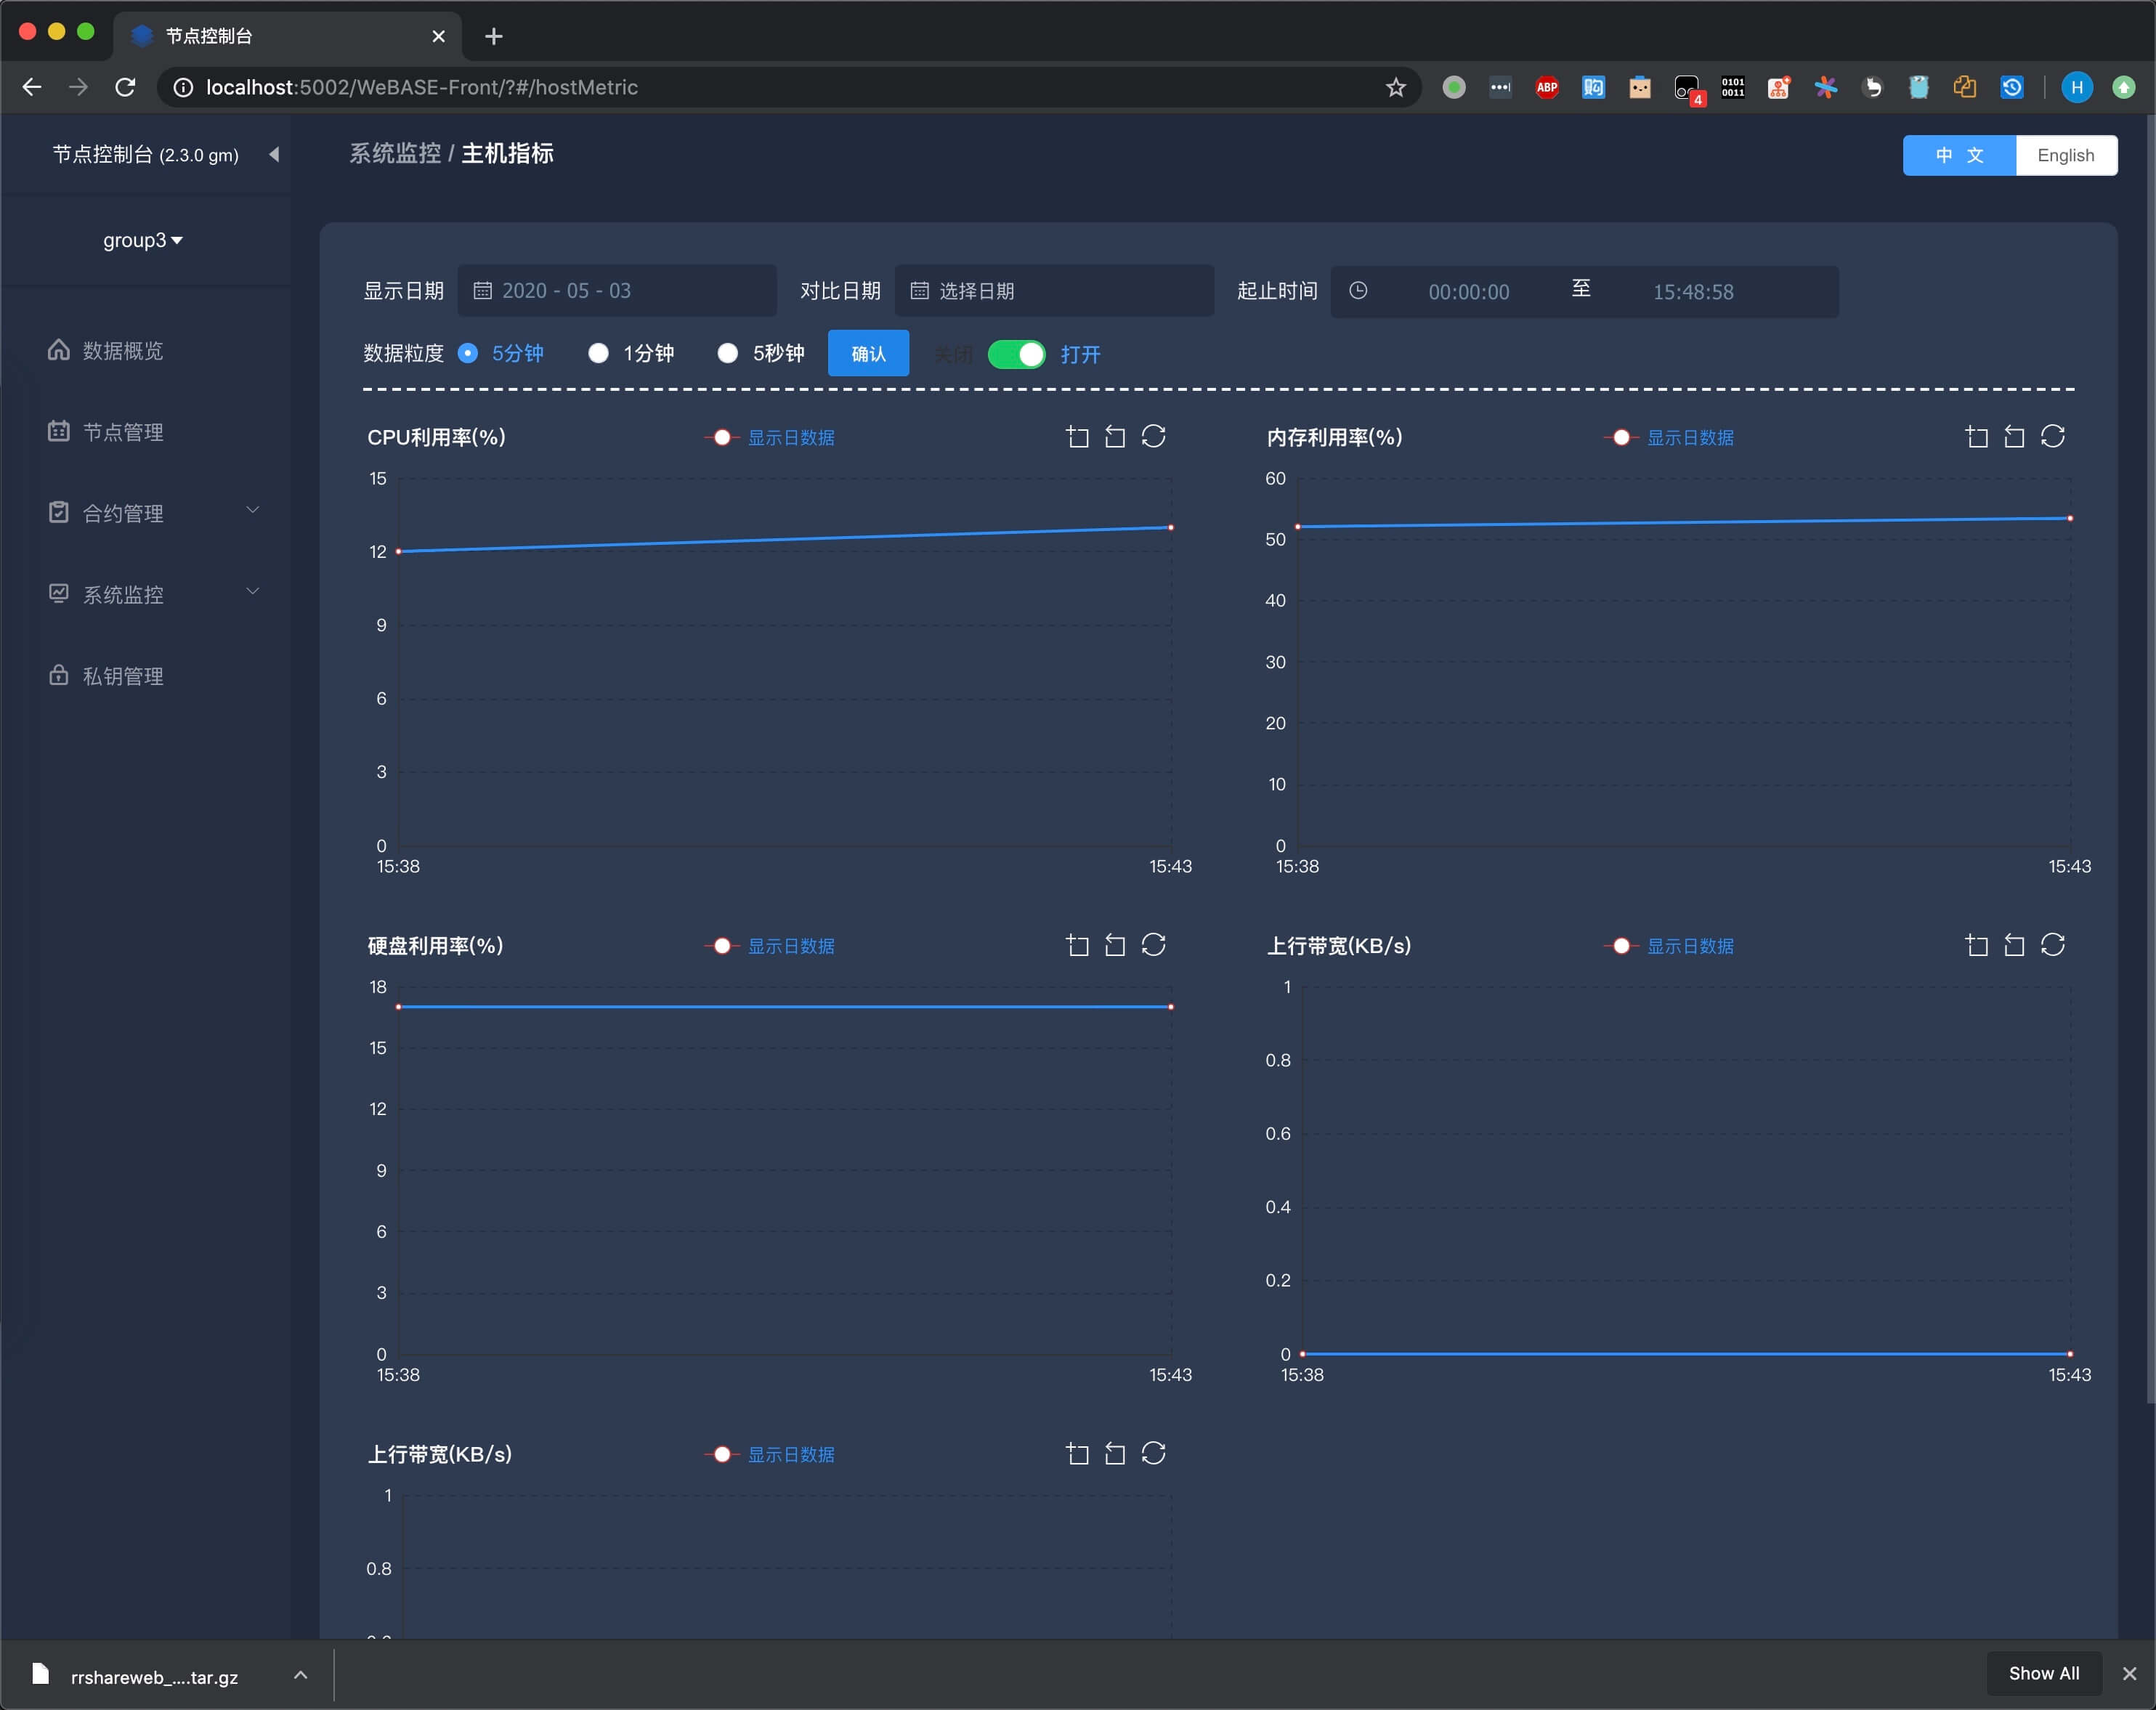 节点控制台
localhost:5002/WeBASE-Front/?#/hostMetric
ABP
购
4
0101
0011
H
节点控制台 (2.3.0 gm)
系统监控 / 主机指标
中 文
English
group3
数据概览
节点管理
合约管理
系统监控
私钥管理
显示日期 2020 - 05 - 03 对比日期 选择日期 起止时间 00:00:00 至 15:48:58
数据粒度 5分钟 1分钟 5秒钟 确认 关闭 打开
CPU利用率(%) 显示日数据
15
12
9
6
3
0
15:38 15:43
内存利用率(%) 显示日数据
60
50
40
30
20
10
0
15:38 15:43
硬盘利用率(%) 显示日数据
18
15
12
9
6
3
0
15:38 15:43
上行带宽(KB/s) 显示日数据
1
0.8
0.6
0.4
0.2
0
15:38 15:43
上行带宽(KB/s) 显示日数据
1
0.8
rrshareweb_....tar.gz
Show All